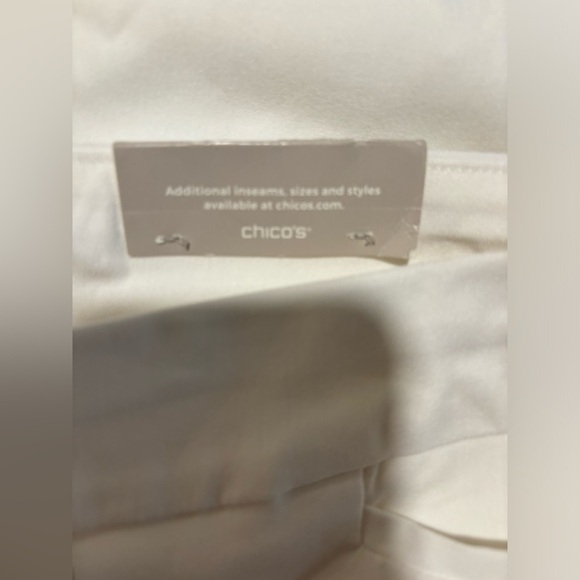 Additional inseams, sizes and styles
available at chicos.com.
chico's®